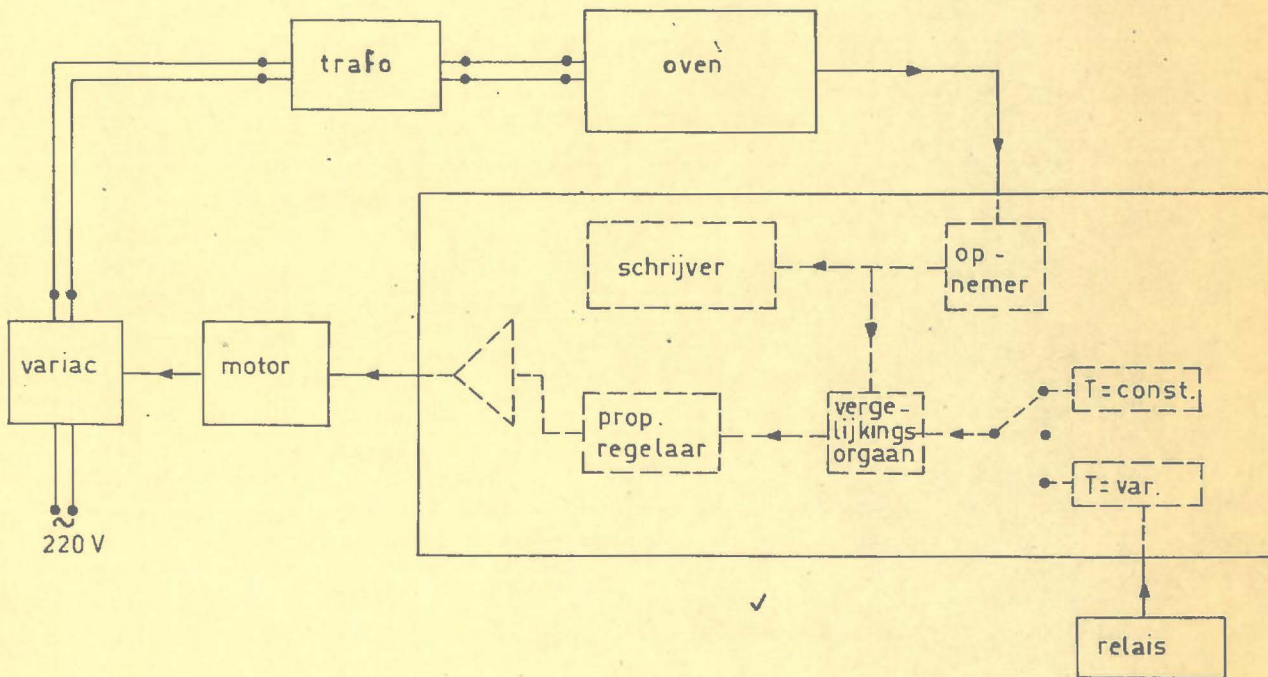 trafo
oven
schrijver
op-
nemer
variac
motor
prop.
regelaar
verge-
lijkings
orgaan
T=const.
T=var.
~
220 V
relais